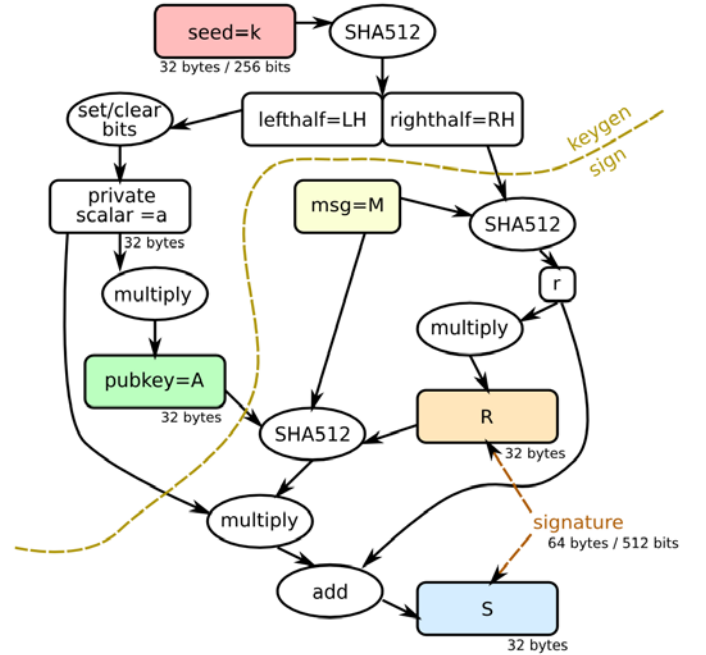 seed=k
SHA512
32 bytes / 256 bits
set/clear
bits
lefthalf=LH
righthalf=RH
keygen
sign
private
scalar =a
msg=M
SHA512
32 bytes
r
multiply
multiply
pubkey=A
R
32 bytes
SHA512
32 bytes
multiply
signature
64 bytes / 512 bits
add
S
32 bytes